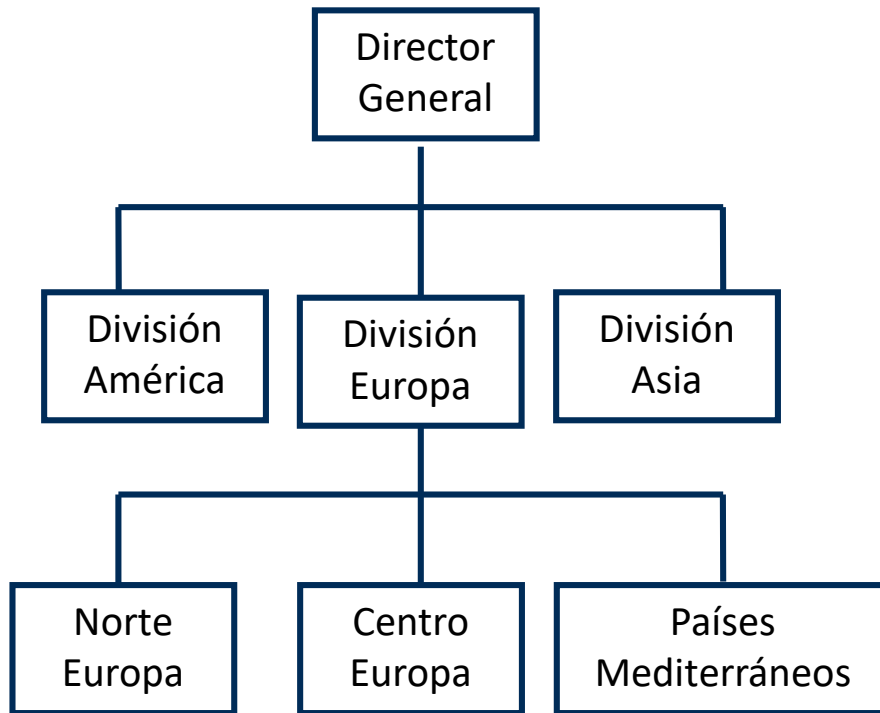 Director
General
División
América
División
Europa
División
Asia
Norte
Europa
Centro
Europa
Países
Mediterráneos